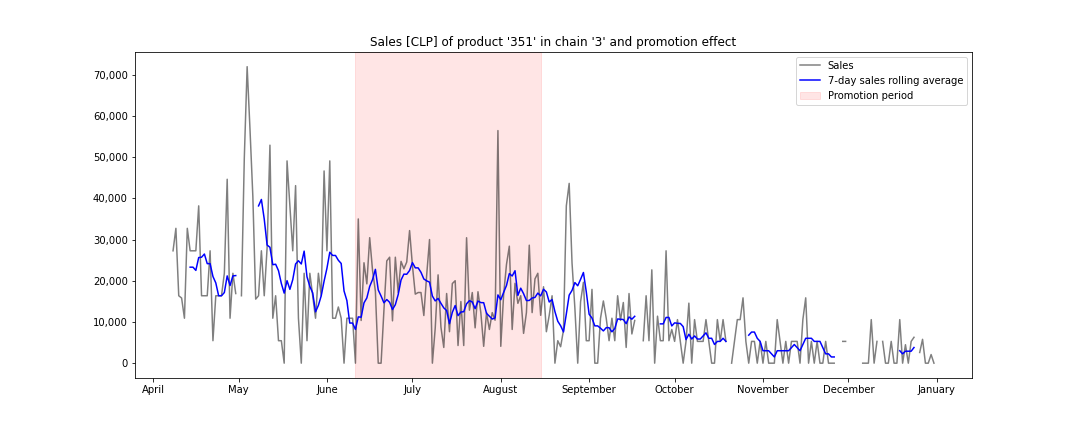 Sales [CLP] of product '351' in chain '3' and promotion effect
Sales
7-day sales rolling average
Promotion period
70,000
60,000
50,000
40,000
30,000
20,000
10,000
0
April May June July August September October November December January